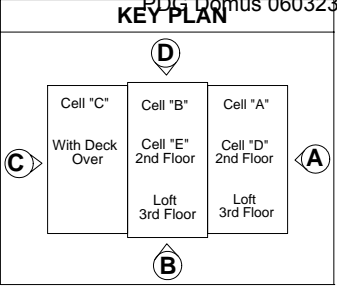 PDG Domus 060323
KEY PLAN
D
Cell "C"
With Deck
Over
Cell "B"
Cell "E"
2nd Floor
Loft
3rd Floor
Cell "A"
Cell "D"
2nd Floor
Loft
3rd Floor
C
A
B